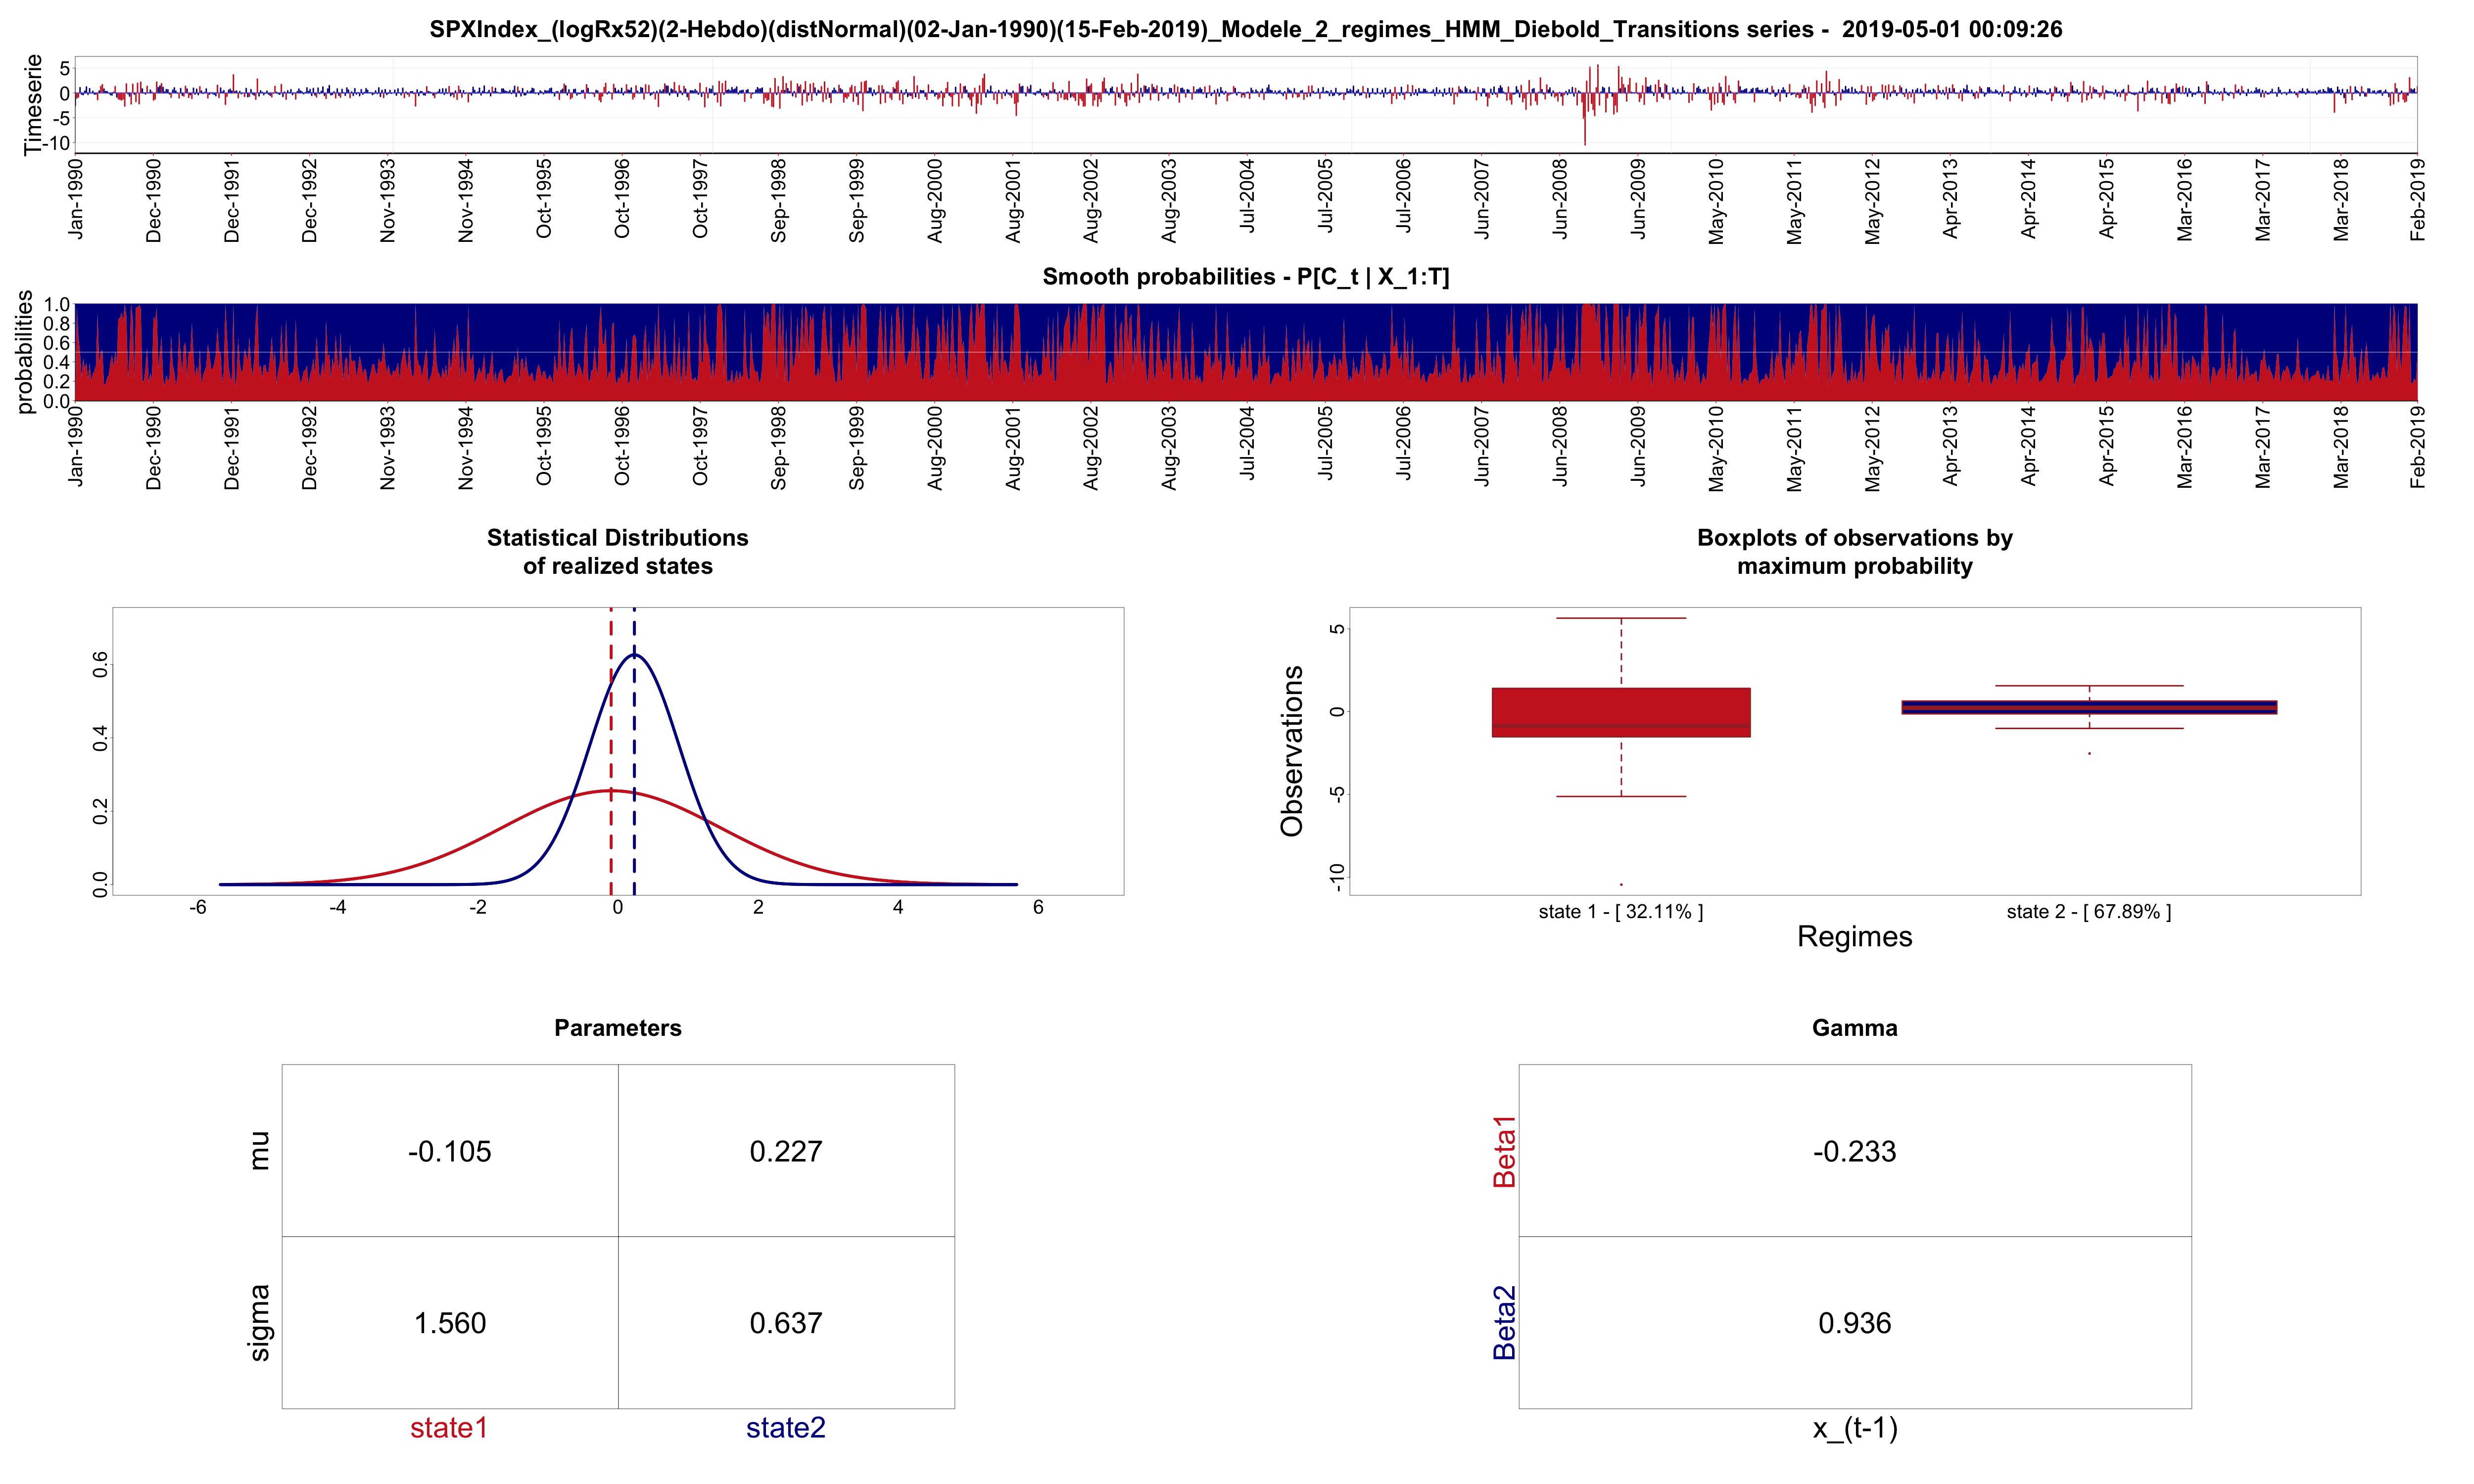 SPXIndex_(logRx52)(2-Hebdo)(distNormal)(02-Jan-1990)(15-Feb-2019)_Modele_2_regimes_HMM_Diebold_Transitions series -  2019-05-01 00:09:26
Timeserie
5
0
-5
-10
Jan-1990 Dec-1990 Dec-1991 Dec-1992 Nov-1993 Nov-1994 Oct-1995 Oct-1996 Oct-1997 Sep-1998 Sep-1999 Aug-2000 Aug-2001 Aug-2002 Aug-2003 Jul-2004 Jul-2005 Jul-2006 Jun-2007 Jun-2008 Jun-2009 May-2010 May-2011 May-2012 Apr-2013 Apr-2014 Apr-2015 Mar-2016 Mar-2017 Mar-2018 Feb-2019
Smooth probabilities - P[C_t | X_1:T]
probabilities
1.0
0.8
0.6
0.4
0.2
0.0
Jan-1990 Dec-1990 Dec-1991 Dec-1992 Nov-1993 Nov-1994 Oct-1995 Oct-1996 Oct-1997 Sep-1998 Sep-1999 Aug-2000 Aug-2001 Aug-2002 Aug-2003 Jul-2004 Jul-2005 Jul-2006 Jun-2007 Jun-2008 Jun-2009 May-2010 May-2011 May-2012 Apr-2013 Apr-2014 Apr-2015 Mar-2016 Mar-2017 Mar-2018 Feb-2019
Statistical Distributions
of realized states
0.6
0.4
0.2
0.0
-6 -4 -2 0 2 4 6
Boxplots of observations by
maximum probability
Observations
5
0
-5
-10
state 1 - [ 32.11% ] state 2 - [ 67.89% ]
Regimes
Parameters
mu -0.105 0.227
sigma 1.560 0.637
state1 state2
Gamma
Beta1 -0.233
Beta2 0.936
x_(t-1)